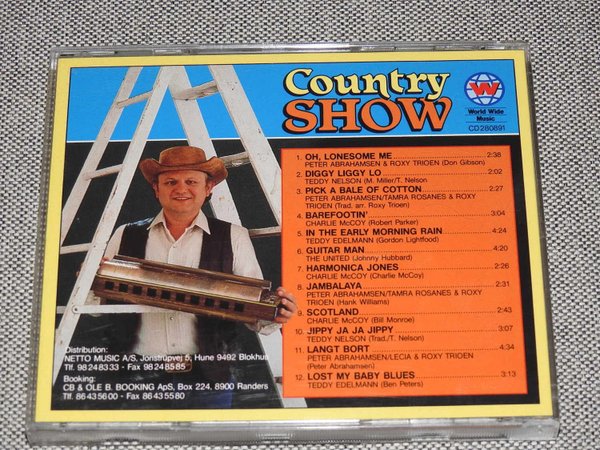 Country
SHOW
W
World Wide
Music
CD 280891
1. OH, LONESOME ME 2:38
PETER ABRAHAMSEN & ROXY TRIOEN (Don Gibson)
2. DIGGY LIGGY LO 2:02
TEDDY NELSON (M. Miller/T. Nelson
3. PICK A BALE OF COTTON 2:27
PETER ABRAHAMSEN/TAMRA ROSANES & ROXY
TRIOEN (Trad. arr. Roxy Trioen)
4. BAREFOOTIN' 3:04
CHARLIE McCOY (Robert Parker)
5. IN THE EARLY MORNING RAIN 4:24
TEDDY EDELMANN (Gordon Lightfood)
6. GUITAR MAN 4:20
THE UNITED (Johnny Hubbard)
7. HARMONICA JONES 2:26
CHARLIE McCOY (Charlie McCoy)
8. JAMBALAYA 2:31
PETER ABRAHAMSEN/TAMRA ROSANES & ROXY
TRIOEN (Hank Williams)
9. SCOTLAND 2:43
CHARLIE McCOY (Bill Monroe)
10. JIPPY JA JA JIPPY 3:07
TEDDY NELSON (Trad./T. Nelson)
11. LANGT BORT 4:34
PETER ABRAHAMSEN/LECIA & ROXY TRIOEN
(Peter Abrahamsen)
12. LOST MY BABY BLUES 3:13
TEDDY EDELMANN (Ben Peters)
Distribution:
NETTO MUSIC A/S, Jonstrupvej 5, Hune 9492 Blokhus
Tlf. 98 24 83 33 - Fax 98 24 85 85
Booking:
CB & OLE B. BOOKING ApS, Box 224, 8900 Randers
Tlf. 86 43 56 00 - Fax 86 43 55 80